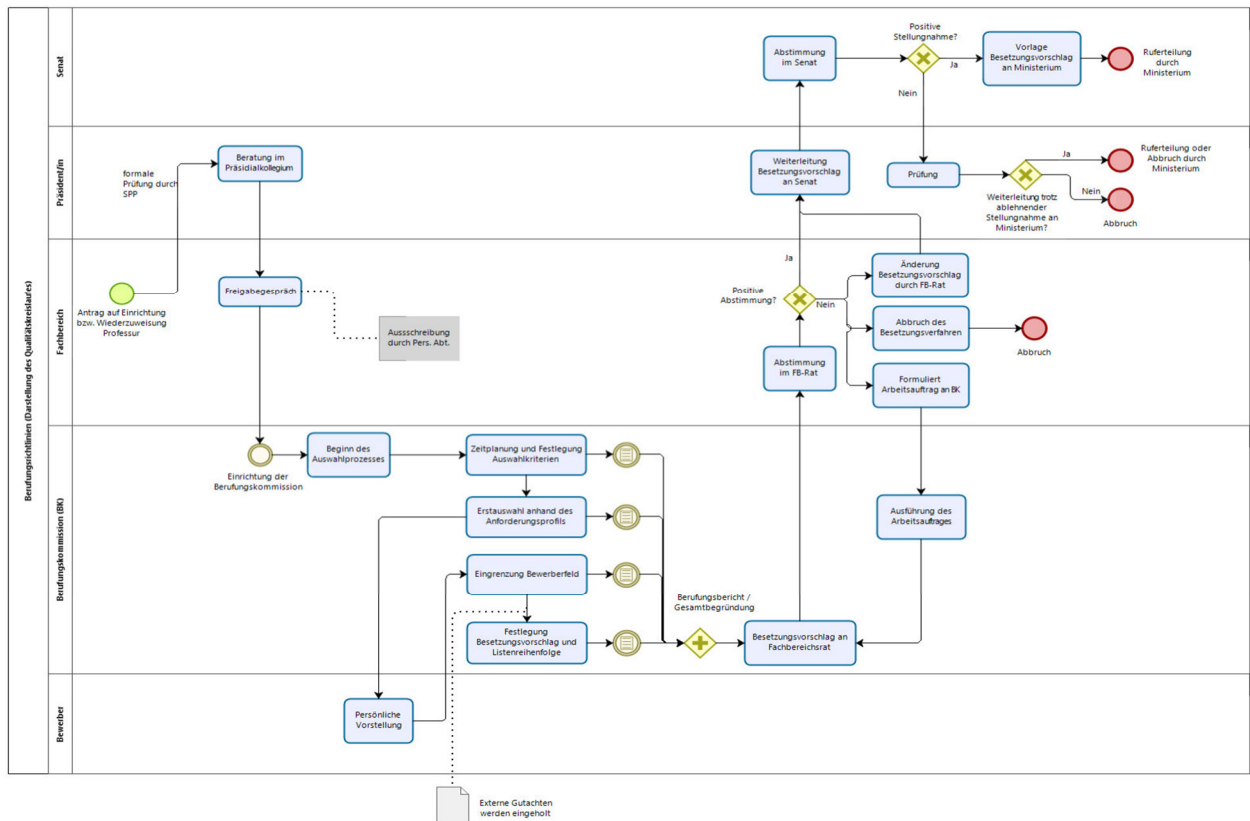 Berufungsrichtlinien (Darstellung des Qualitätskreislaufes)
Senat
Abstimmung
im Senat
Positive
Stellungnahme?
Ja
Nein
Vorlage
Besetzungsvorschlag
an Ministerium
Ruferteilung
durch
Ministerium
Präsident/in
formale
Prüfung durch
SPP
Beratung im
Präsidialkollegium
Weiterleitung
Besetzungsvorschlag
an Senat
Prüfung
Weiterleitung trotz
ablehnender
Stellungnahme an
Ministerium?
Ja
Nein
Ruferteilung oder
Abbruch durch
Ministerium
Abbruch
Fachbereich
Antrag auf Einrichtung
bzw. Wiederzuweisung
Professur
Freigabegespräch
Aussschreibung
durch Pers. Abt.
Ja
Positive
Abstimmung?
Nein
Abstimmung
im FB-Rat
Änderung
Besetzungsvorschlag
durch FB-Rat
Abbruch des
Besetzungsverfahren
Abbruch
Formuliert
Arbeitsauftrag an BK
Berufungskommission (BK)
Einrichtung der
Berufungskommission
Beginn des
Auswahlprozesses
Zeitplanung und Festlegung
Auswahlkriterien
Erstauswahl anhand des
Anforderungsprofils
Eingrenzung Bewerberfeld
Festlegung
Besetzungsvorschlag und
Listenreihenfolge
Berufungsbericht /
Gesamtbegründung
Besetzungsvorschlag an
Fachbereichsrat
Ausführung des
Arbeitsauftrages
Bewerber
Persönliche
Vorstellung
Externe Gutachten
werden eingeholt